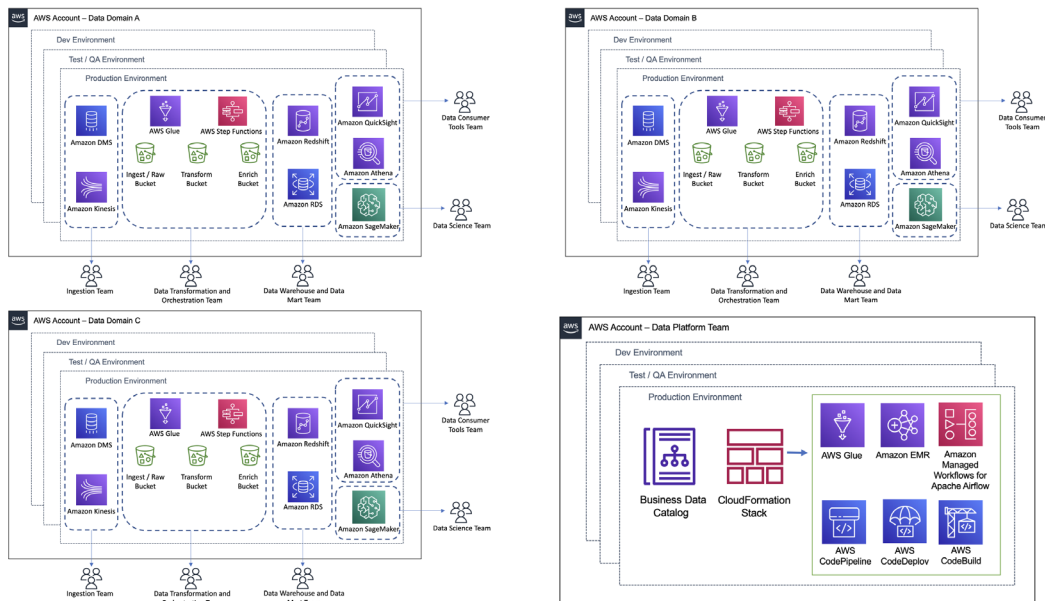 aws
AWS Account – Data Domain A
Dev Environment
Test / QA Environment
Production Environment
Amazon DMS
Amazon Kinesis
AWS Glue
AWS Step Functions
Ingest / Raw
Bucket
Transform
Bucket
Enrich
Bucket
Amazon Redshift
Amazon RDS
Amazon QuickSight
Amazon Athena
Amazon SageMaker
Data Consumer
Tools Team
Data Science Team
Ingestion Team
Data Transformation and
Orchestration Team
Data Warehouse and Data
Mart Team
aws
AWS Account – Data Domain B
Dev Environment
Test / QA Environment
Production Environment
Amazon DMS
Amazon Kinesis
AWS Glue
AWS Step Functions
Ingest / Raw
Bucket
Transform
Bucket
Enrich
Bucket
Amazon Redshift
Amazon RDS
Amazon QuickSight
Amazon Athena
Amazon SageMaker
Data Consumer
Tools Team
Data Science Team
Ingestion Team
Data Transformation and
Orchestration Team
Data Warehouse and Data
Mart Team
aws
AWS Account – Data Domain C
Dev Environment
Test / QA Environment
Production Environment
Amazon DMS
Amazon Kinesis
AWS Glue
AWS Step Functions
Ingest / Raw
Bucket
Transform
Bucket
Enrich
Bucket
Amazon Redshift
Amazon RDS
Amazon QuickSight
Amazon Athena
Amazon SageMaker
Data Consumer
Tools Team
Data Science Team
Ingestion Team
Data Transformation and
Data Warehouse and Data
aws
AWS Account – Data Platform Team
Dev Environment
Test / QA Environment
Production Environment
Business Data
Catalog
CloudFormation
Stack
AWS Glue
Amazon EMR
Amazon
Managed
Workflows for
Apache Airflow
AWS
CodePipeline
AWS
CodeDeploy
AWS
CodeBuild